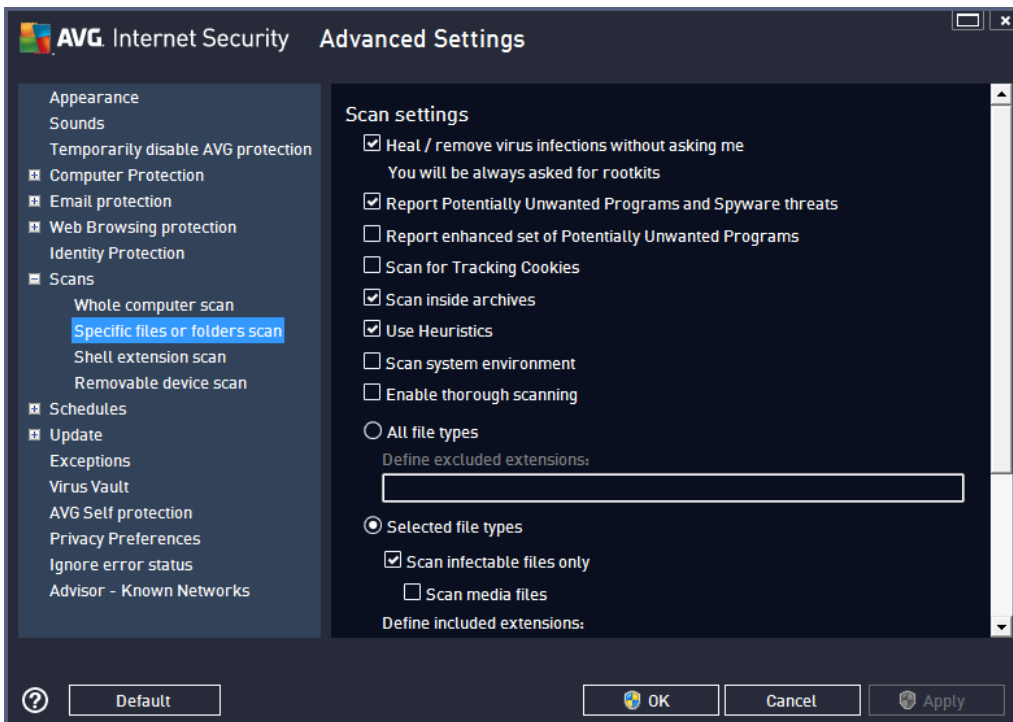 AVG. Internet Security Advanced Settings
Appearance
Sounds
Temporarily disable AVG protection
Computer Protection
Email protection
Web Browsing protection
Identity Protection
Scans
Whole computer scan
Specific files or folders scan
Shell extension scan
Removable device scan
Schedules
Update
Exceptions
Virus Vault
AVG Self protection
Privacy Preferences
Ignore error status
Advisor - Known Networks
Scan settings
Heal / remove virus infections without asking me
You will be always asked for rootkits
Report Potentially Unwanted Programs and Spyware threats
Report enhanced set of Potentially Unwanted Programs
Scan for Tracking Cookies
Scan inside archives
Use Heuristics
Scan system environment
Enable thorough scanning
All file types
Define excluded extensions:
Selected file types
Scan infectable files only
Scan media files
Define included extensions:
? Default OK Cancel Apply